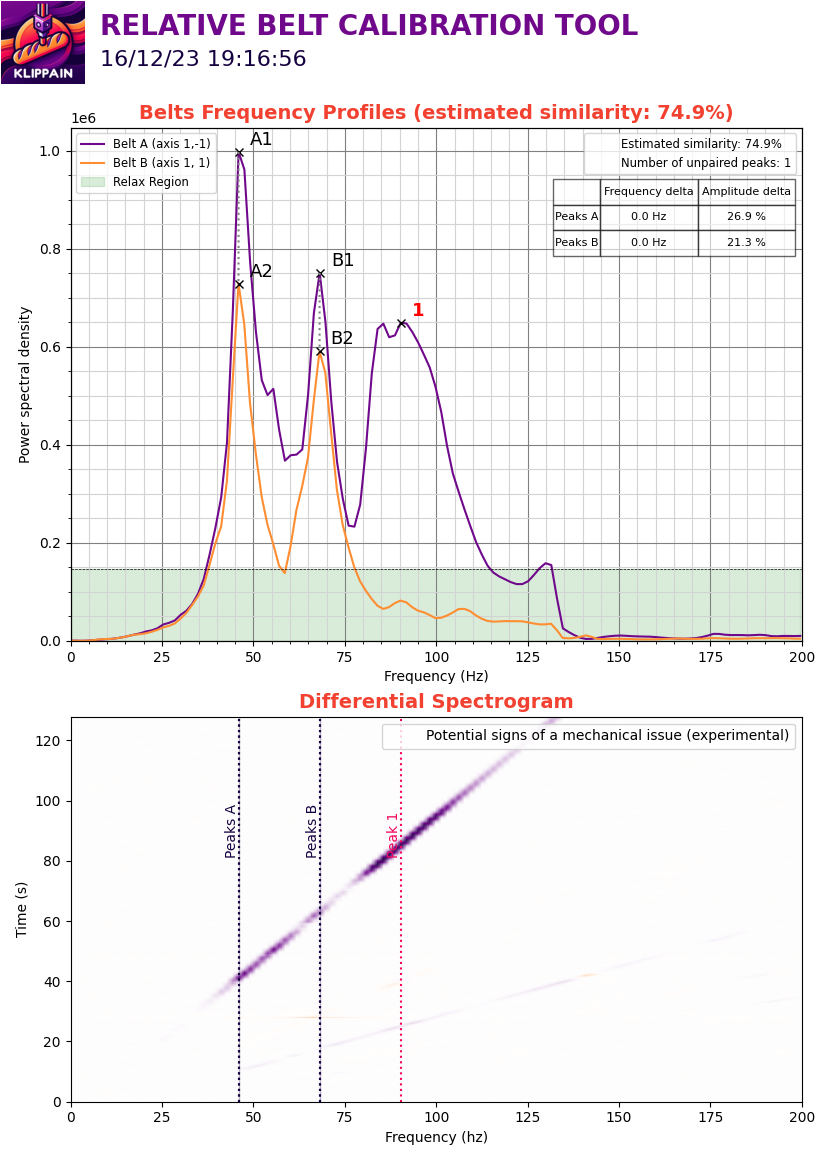 KLIPPAIN
RELATIVE BELT CALIBRATION TOOL
16/12/23 19:16:56
Belts Frequency Profiles (estimated similarity: 74.9%)
1e6
Belt A (axis 1,-1)
Belt B (axis 1, 1)
Relax Region
Estimated similarity: 74.9%
Number of unpaired peaks: 1
Frequency delta Amplitude delta
Peaks A 0.0 Hz 26.9 %
Peaks B 0.0 Hz 21.3 %
A1
A2
B1
B2
1
1.0
0.8
0.6
0.4
0.2
0.0
Power spectral density
0 25 50 75 100 125 150 175 200
Frequency (Hz)
Differential Spectrogram
Potential signs of a mechanical issue (experimental)
Peaks A
Peaks B
Peak 1
120
100
80
60
40
20
0
Time (s)
0 25 50 75 100 125 150 175 200
Frequency (hz)